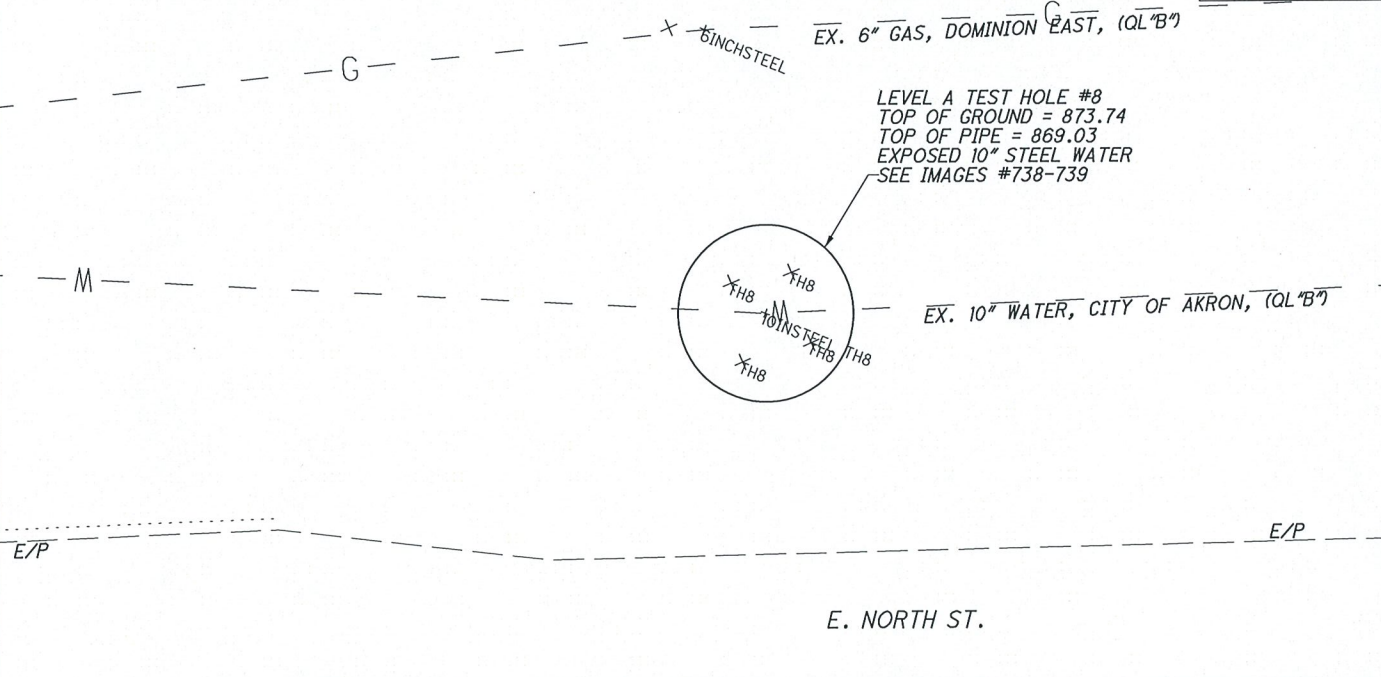 G
EX. 6" GAS, DOMINION EAST, (QL"B")
G
6INCHSTEEL
LEVEL A TEST HOLE #8
TOP OF GROUND = 873.74
TOP OF PIPE = 869.03
EXPOSED 10" STEEL WATER
SEE IMAGES #738-739
W
TH8
TH8
W
10INSTEEL TH8
TH8
TH8
EX. 10" WATER, CITY OF AKRON, (QL"B")
E/P
E/P
E. NORTH ST.